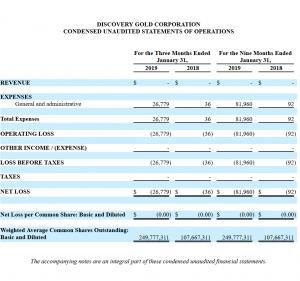 DISCOVERY GOLD CORPORATION
CONDENSED UNAUDITED STATEMENTS OF OPERATIONS
For the Three Months Ended For the Nine Months Ended
January 31, January 31,
2019 2018 2019 2018
REVENUE $ - $ - $ - $ -
EXPENSES
General and administrative 26,779 36 81,960 92
Total Expenses 26,779 36 81,960 92
OPERATING LOSS (26,779) (36) (81,960) (92)
OTHER INCOME / (EXPENSE) - - - -
LOSS BEFORE TAXES (26,779) (36) (81,960) (92)
TAXES - - - -
NET LOSS $ (26,779) $ (36) $ (81,960) $ (92)
Net Loss per Common Share: Basic and Diluted $ (0.00) $ (0.00) $ (0.00) $ (0.00)
Weighted Average Common Shares Outstanding:
Basic and Diluted 249,777,311 107,667,311 249,777,311 107,667,311
The accompanying notes are an integral part of these condensed unaudited financial statements.